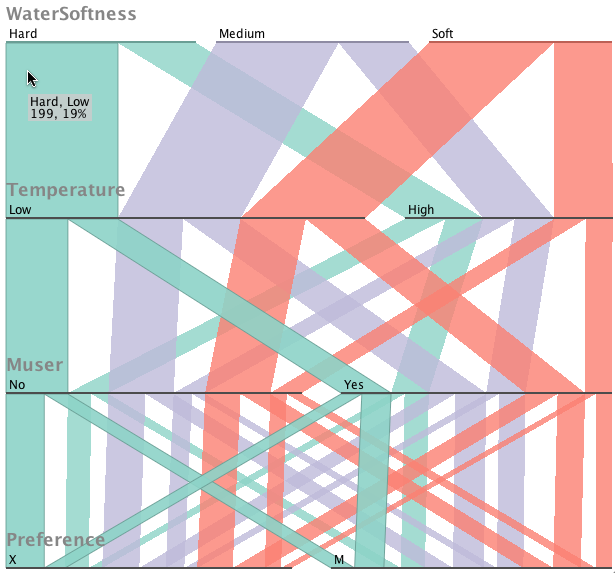 WaterSoftness
Hard Medium Soft
Hard, Low
199, 19%
Temperature
Low High
Muser
No Yes
Preference
X M